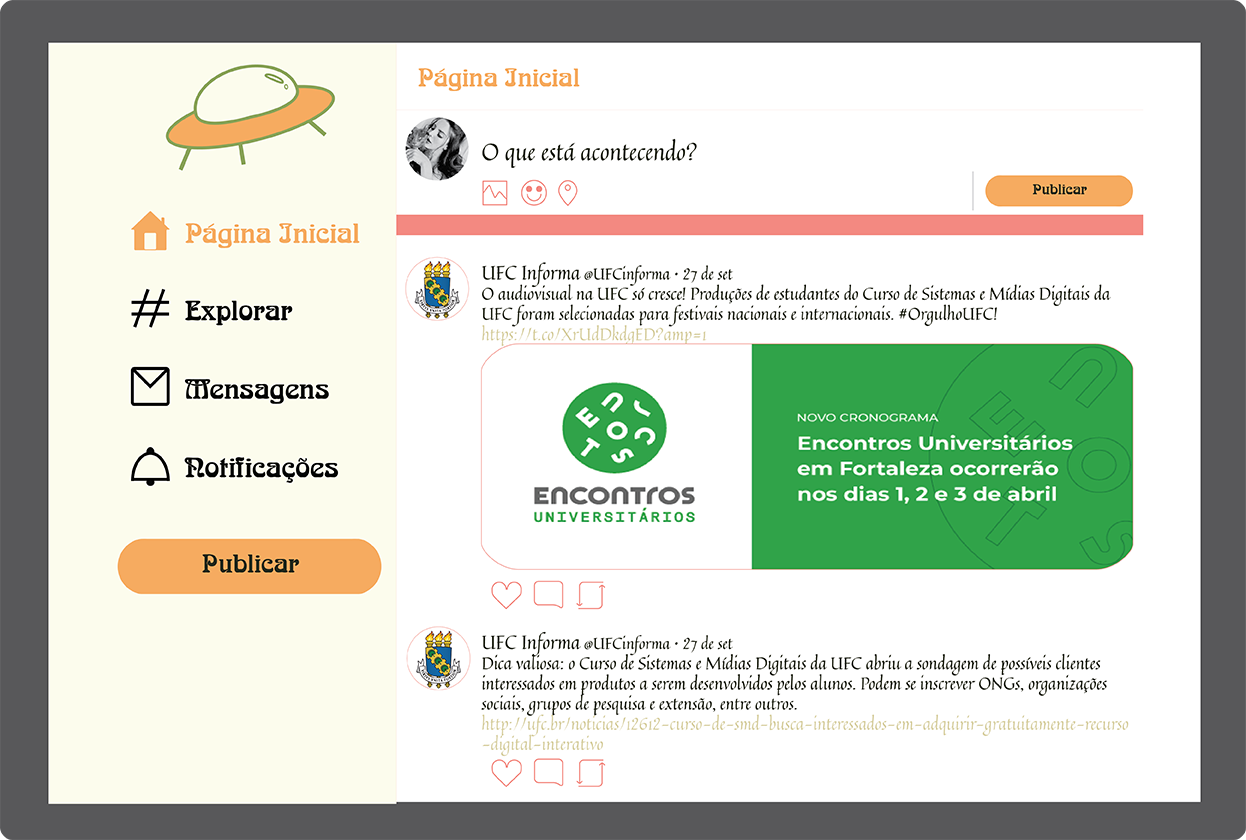 Página Inicial
Explorar
Mensagens
Notificações
Publicar
Página Inicial
O que está acontecendo?
Publicar
UFC Informa @UFCinforma • 27 de set
O audiovisual na UFC só cresce! Produções de estudantes do Curso de Sistemas e Mídias Digitais da
UFC foram selecionadas para festivais nacionais e internacionais. #OrgulhoUFC!
https://t.co/XrUdDkdgED?amp=1
ENCONTROS
ENCONTROS
UNIVERSITÁRIOS
NOVO CRONOGRAMA
Encontros Universitários
em Fortaleza ocorrerão
nos dias 1, 2 e 3 de abril
UFC Informa @UFCinforma • 27 de set
Dica valiosa: o Curso de Sistemas e Mídias Digitais da UFC abriu a sondagem de possíveis clientes
interessados em produtos a serem desenvolvidos pelos alunos. Podem se inscrever ONGs, organizações
sociais, grupos de pesquisa e extensão, entre outros.
http://ufc.br/noticias/12612-curso-de-smd-busca-interessados-em-adquirir-gratuitamente-recurso
-digital-interativo